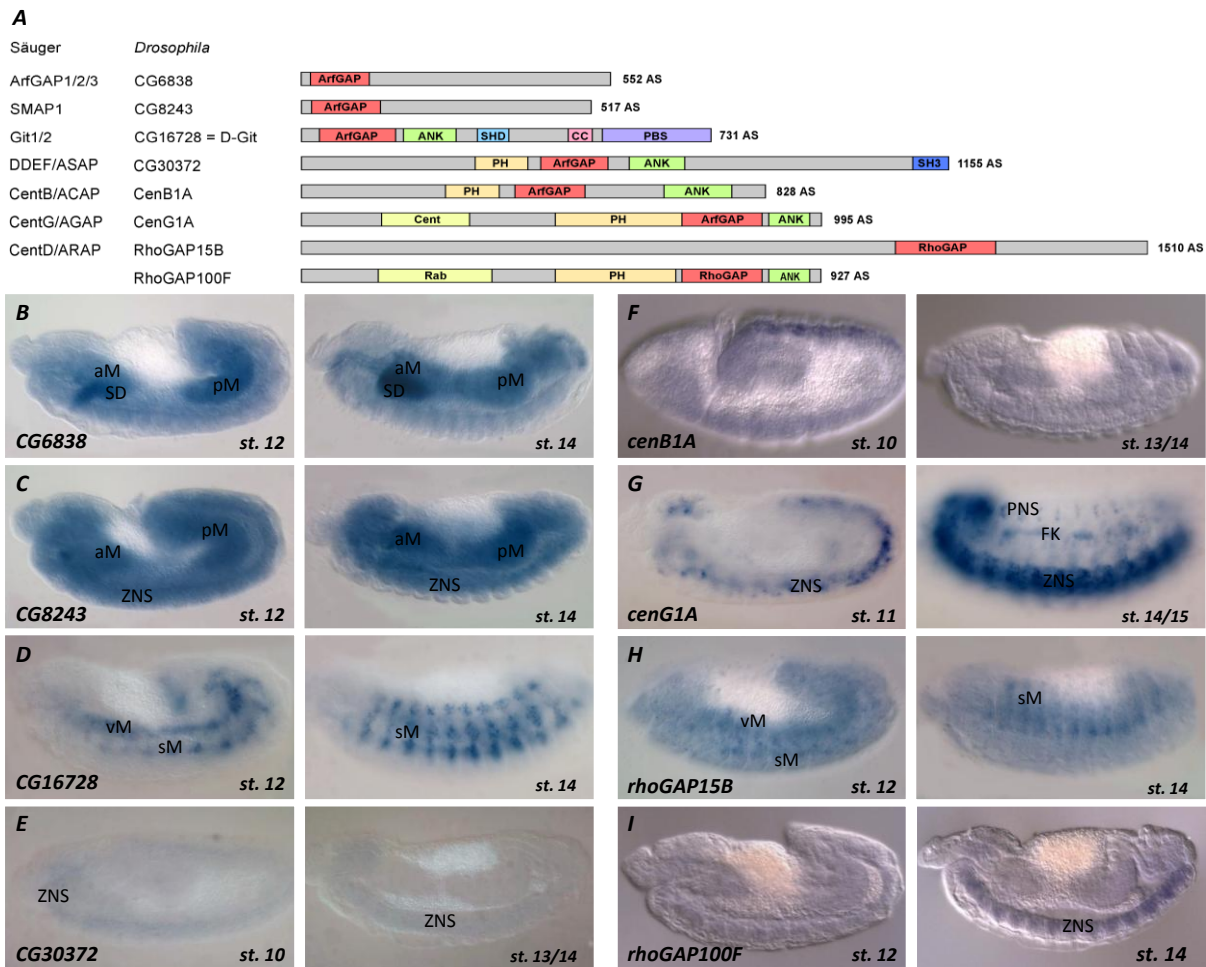 A
Säuger Drosophila
ArfGAP1/2/3 CG6838 ArfGAP 552 AS
SMAP1 CG8243 ArfGAP 517 AS
Git1/2 CG16728 = D-Git ArfGAP ANK SHD CC PBS 731 AS
DDEF/ASAP CG30372 PH ArfGAP ANK SH3 1155 AS
CentB/ACAP CenB1A PH ArfGAP ANK 828 AS
CentG/AGAP CenG1A Cent PH ArfGAP ANK 995 AS
CentD/ARAP RhoGAP15B RhoGAP 1510 AS
RhoGAP100F Rab PH RhoGAP ANK 927 AS
B
aM
SD
pM
CG6838 st. 12
aM
SD
pM
st. 14
F
cenB1A st. 10
st. 13/14
C
pM
aM
ZNS
CG8243 st. 12
aM
pM
ZNS
st. 14
G
ZNS
cenG1A st. 11
PNS
FK
ZNS
st. 14/15
D
vM
sM
CG16728 st. 12
sM
st. 14
H
vM
sM
rhoGAP15B st. 12
sM
st. 14
E
ZNS
CG30372 st. 10
ZNS
st. 13/14
I
rhoGAP100F st. 12
ZNS
st. 14